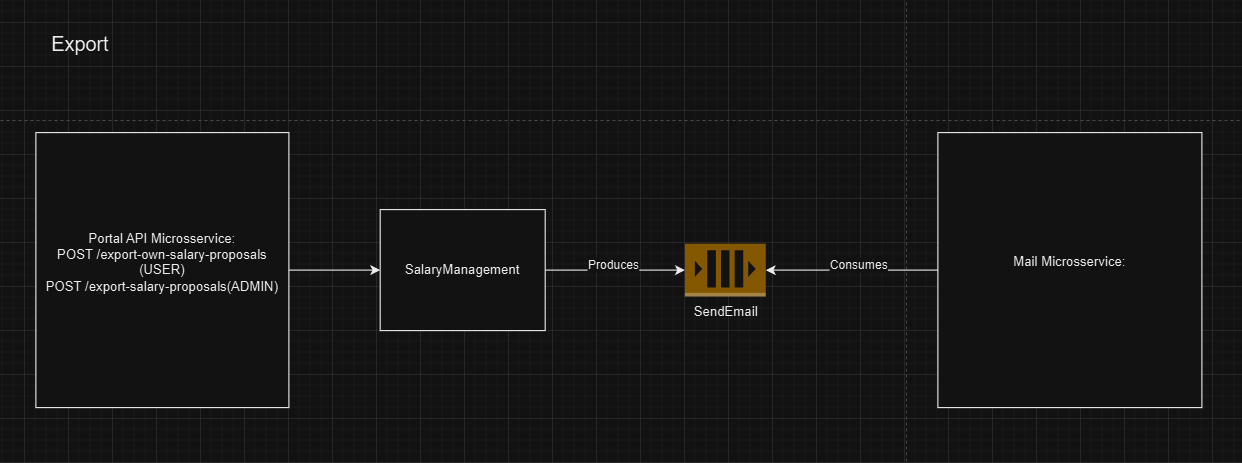 Export
Portal API Microsservice:
POST /export-own-salary-proposals
(USER)
POST /export-salary-proposals(ADMIN)
SalaryManagement
Produces
SendEmail
Consumes
Mail Microsservice: